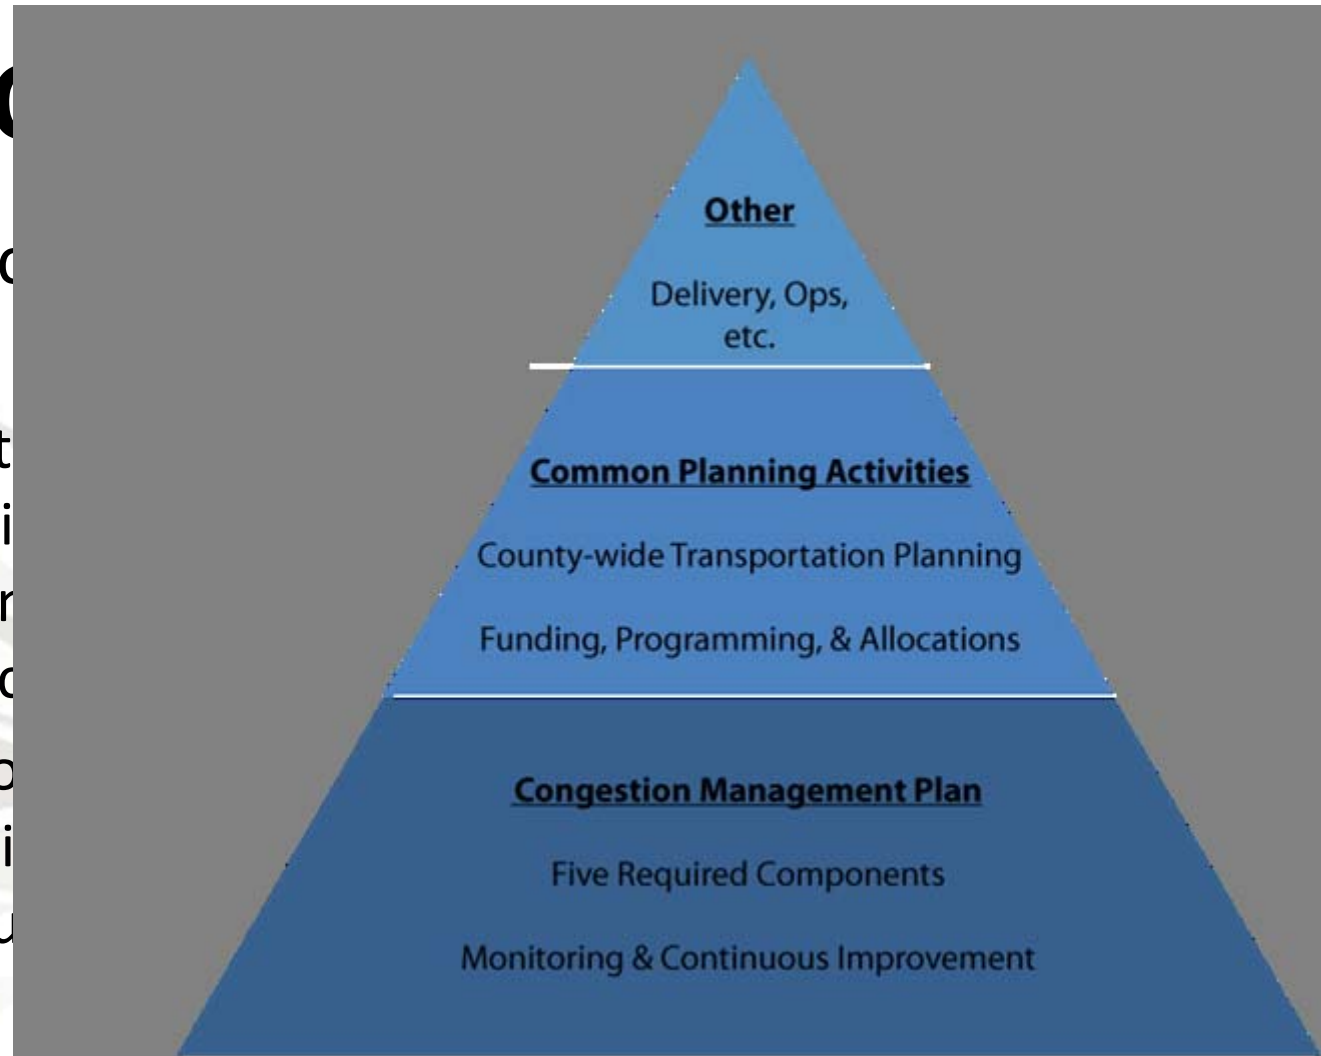 Other
Delivery, Ops,
etc.
Common Planning Activities
County-wide Transportation Planning
Funding, Programming, & Allocations
Congestion Management Plan
Five Required Components
Monitoring & Continuous Improvement